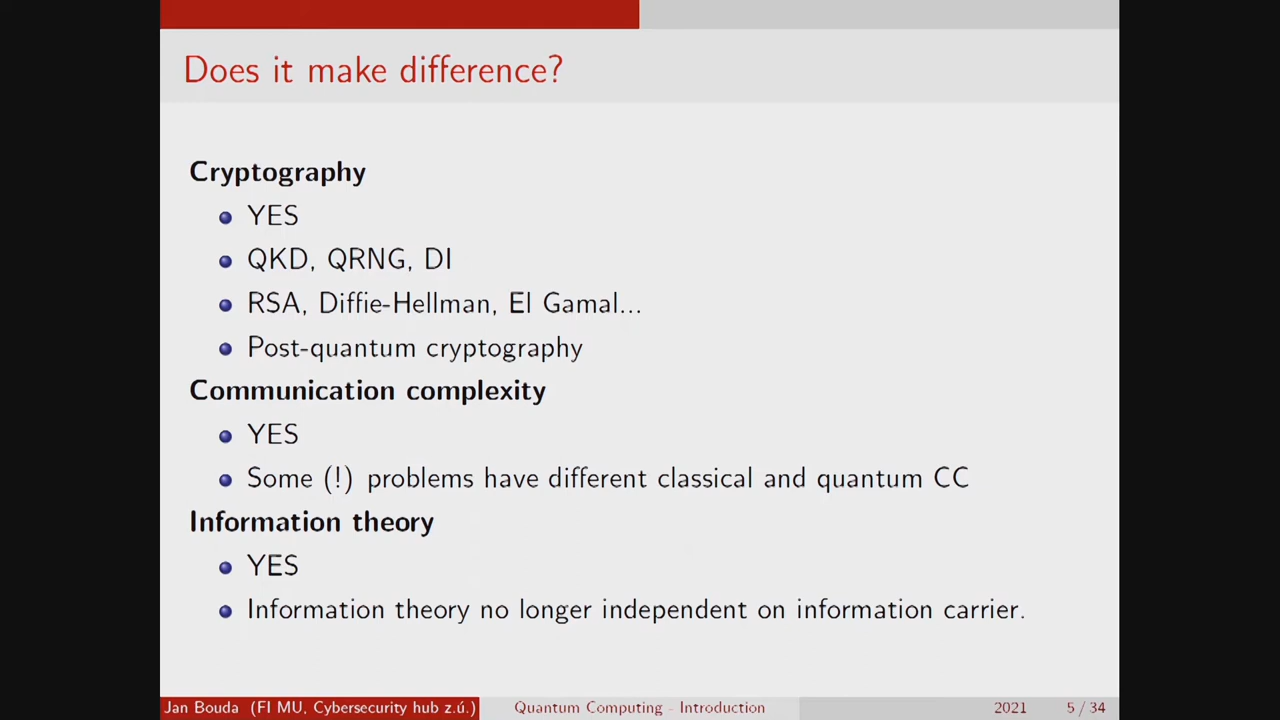 Does it make difference?
Cryptography
YES
QKD, QRNG, DI
RSA, Diffie-Hellman, El Gamal...
Post-quantum cryptography
Communication complexity
YES
Some (!) problems have different classical and quantum CC
Information theory
YES
Information theory no longer independent on information carrier.
Jan Bouda (FI MU, Cybersecurity hub z.ú.) Quantum Computing - Introduction 2021 5 / 34